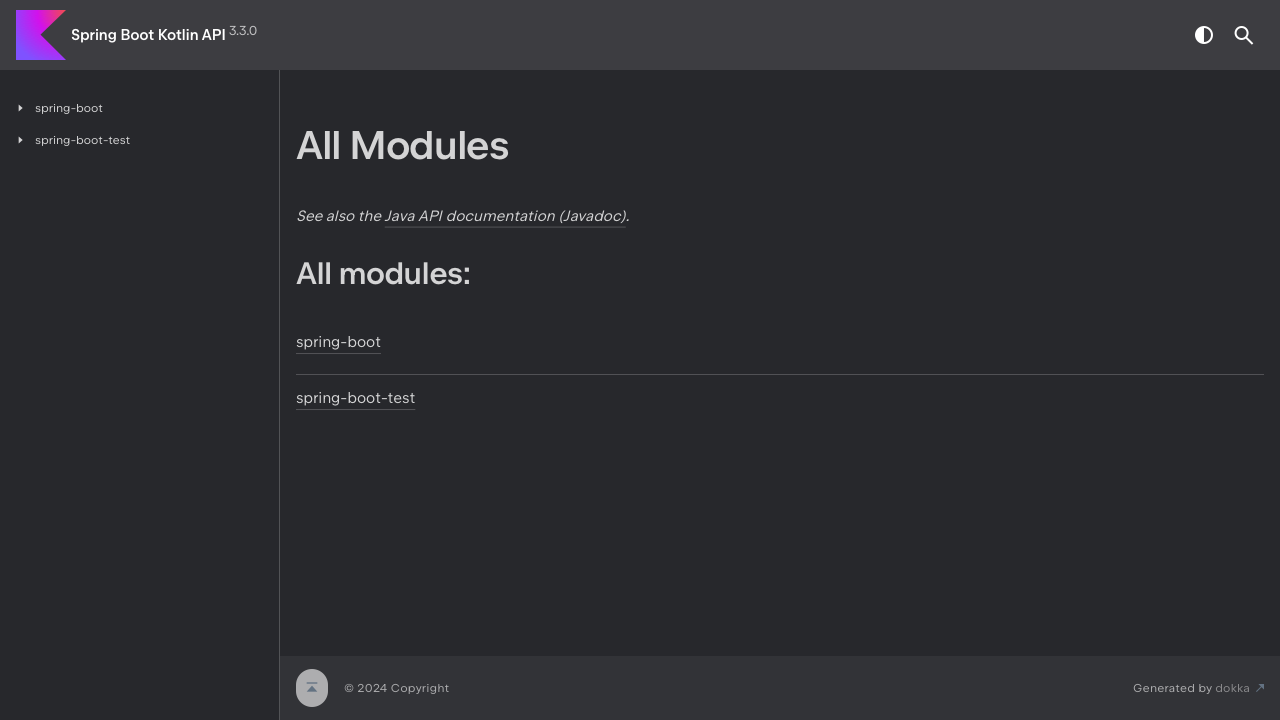 Spring Boot Kotlin API 3.3.0
spring-boot
spring-boot-test
All Modules
See also the Java API documentation (Javadoc).
All modules:
spring-boot
spring-boot-test
© 2024 Copyright
Generated by dokka